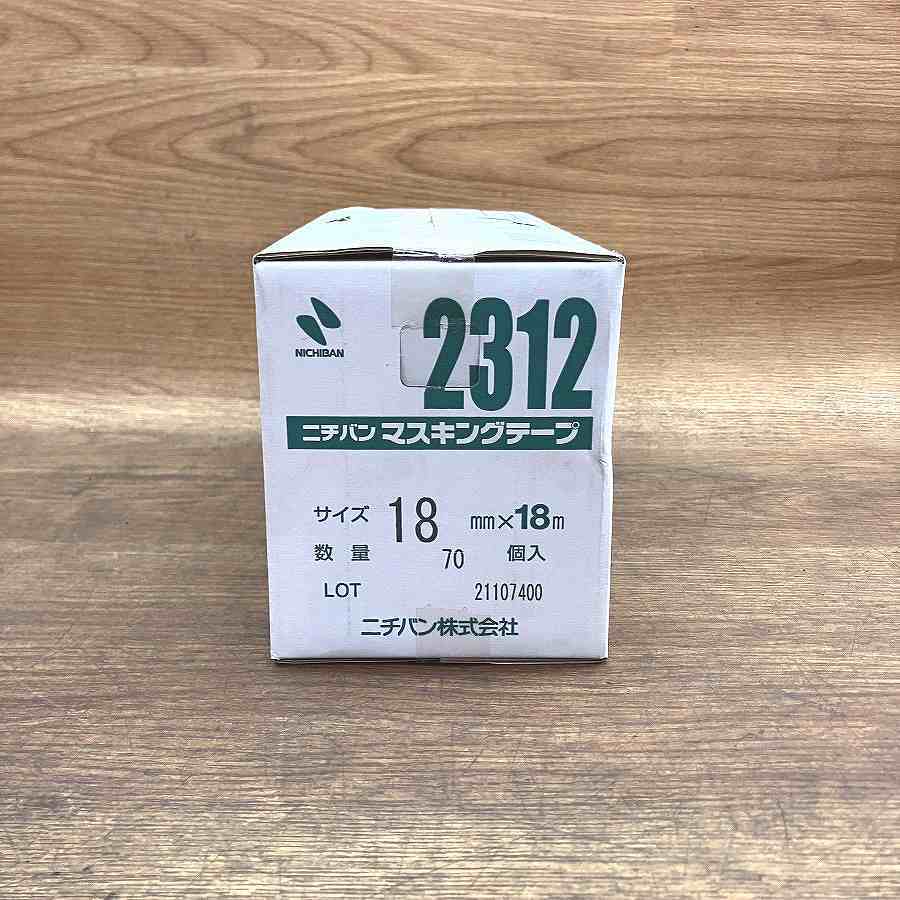 NICHIBAN
2312
ニチバン マスキングテープ
サイズ 18 mm×18m
数量 70 個入
LOT 21107400
ニチバン株式会社